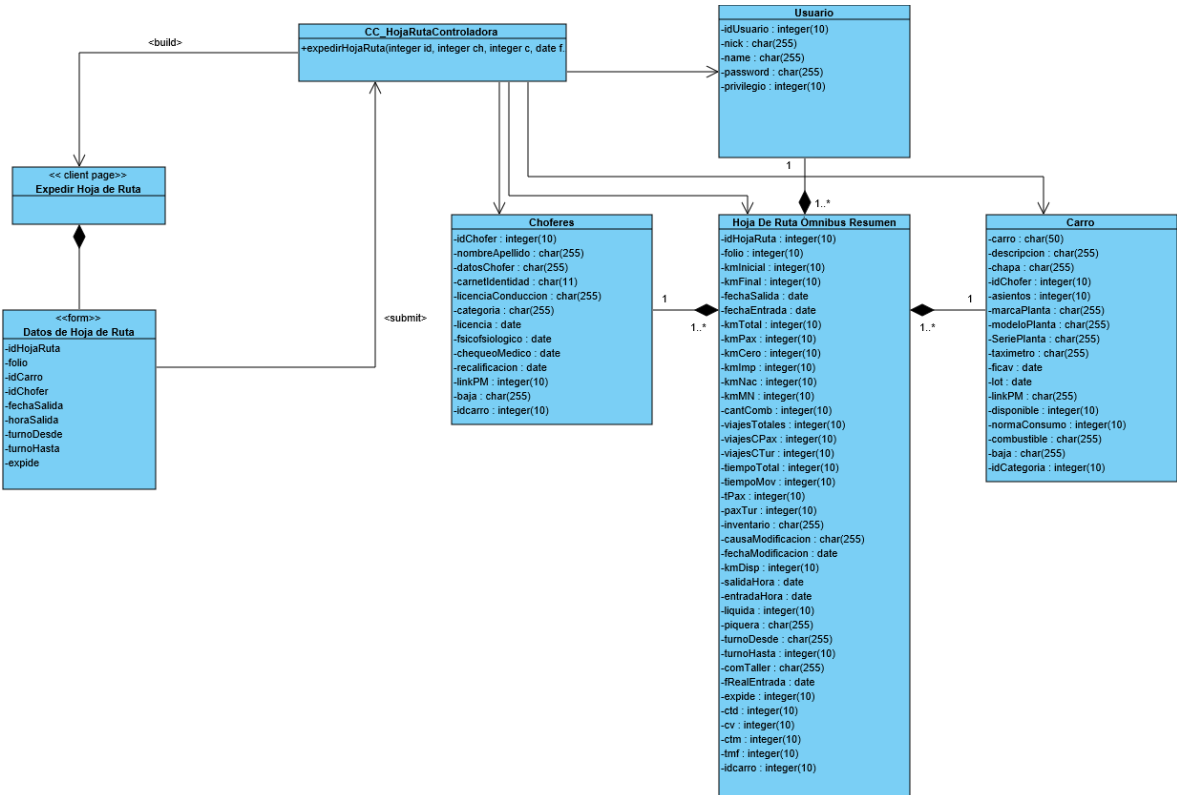 CC_HojaRutaControladora
+expedirHojaRuta(integer id, integer ch, integer c, date f.
Usuario
-idUsuario : integer(10)
-nick : char(255)
-name : char(255)
-password : char(255)
-privilegio : integer(10)
<build>
<submit>
<< client page>>
Expedir Hoja de Ruta
<<form>>
Datos de Hoja de Ruta
-idHojaRuta
-folio
-idCarro
-idChofer
-fechaSalida
-horaSalida
-turnoDesde
-turnoHasta
-expide
Choferes
-idChofer : integer(10)
-nombreApellido : char(255)
-datosChofer : char(255)
-carnetIdentidad : char(11)
-licenciaConduccion : char(255)
-categoria : char(255)
-licencia : date
-fsicofsiologico : date
-chequeoMedico : date
-recalificacion : date
-linkPM : integer(10)
-baja : char(255)
-idcarro : integer(10)
1
1..*
1
1..*
Hoja De Ruta Omnibus Resumen
-idHojaRuta : integer(10)
-folio : integer(10)
-kmInicial : integer(10)
-kmFinal : integer(10)
-fechaSalida : date
-fechaEntrada : date
-kmTotal : integer(10)
-kmPax : integer(10)
-kmCero : integer(10)
-kmImp : integer(10)
-kmNac : integer(10)
-kmMN : integer(10)
-cantComb : integer(10)
-viajesTotales : integer(10)
-viajesCPax : integer(10)
-viajesCTur : integer(10)
-tiempoTotal : integer(10)
-tiempoMov : integer(10)
-tPax : integer(10)
-paxTur : integer(10)
-inventario : char(255)
-causaModificacion : char(255)
-fechaModificacion : date
-kmDisp : integer(10)
-salidaHora : date
-entradaHora : date
-liquida : integer(10)
-piquera : char(255)
-turnoDesde : char(255)
-turnoHasta : integer(10)
-comTaller : char(255)
-fRealEntrada : date
-expide : integer(10)
-ctd : integer(10)
-cv : integer(10)
-ctm : integer(10)
-tmf : integer(10)
-idcarro : integer(10)
1
1..*
Carro
-carro : char(50)
-descripcion : char(255)
-chapa : char(255)
-idChofer : integer(10)
-asientos : integer(10)
-marcaPlanta : char(255)
-modeloPlanta : char(255)
-SeriePlanta : char(255)
-taximetro : char(255)
-ficav : date
-lot : date
-linkPM : char(255)
-disponible : integer(10)
-normaConsumo : integer(10)
-combustible : char(255)
-baja : char(255)
-idCategoria : integer(10)